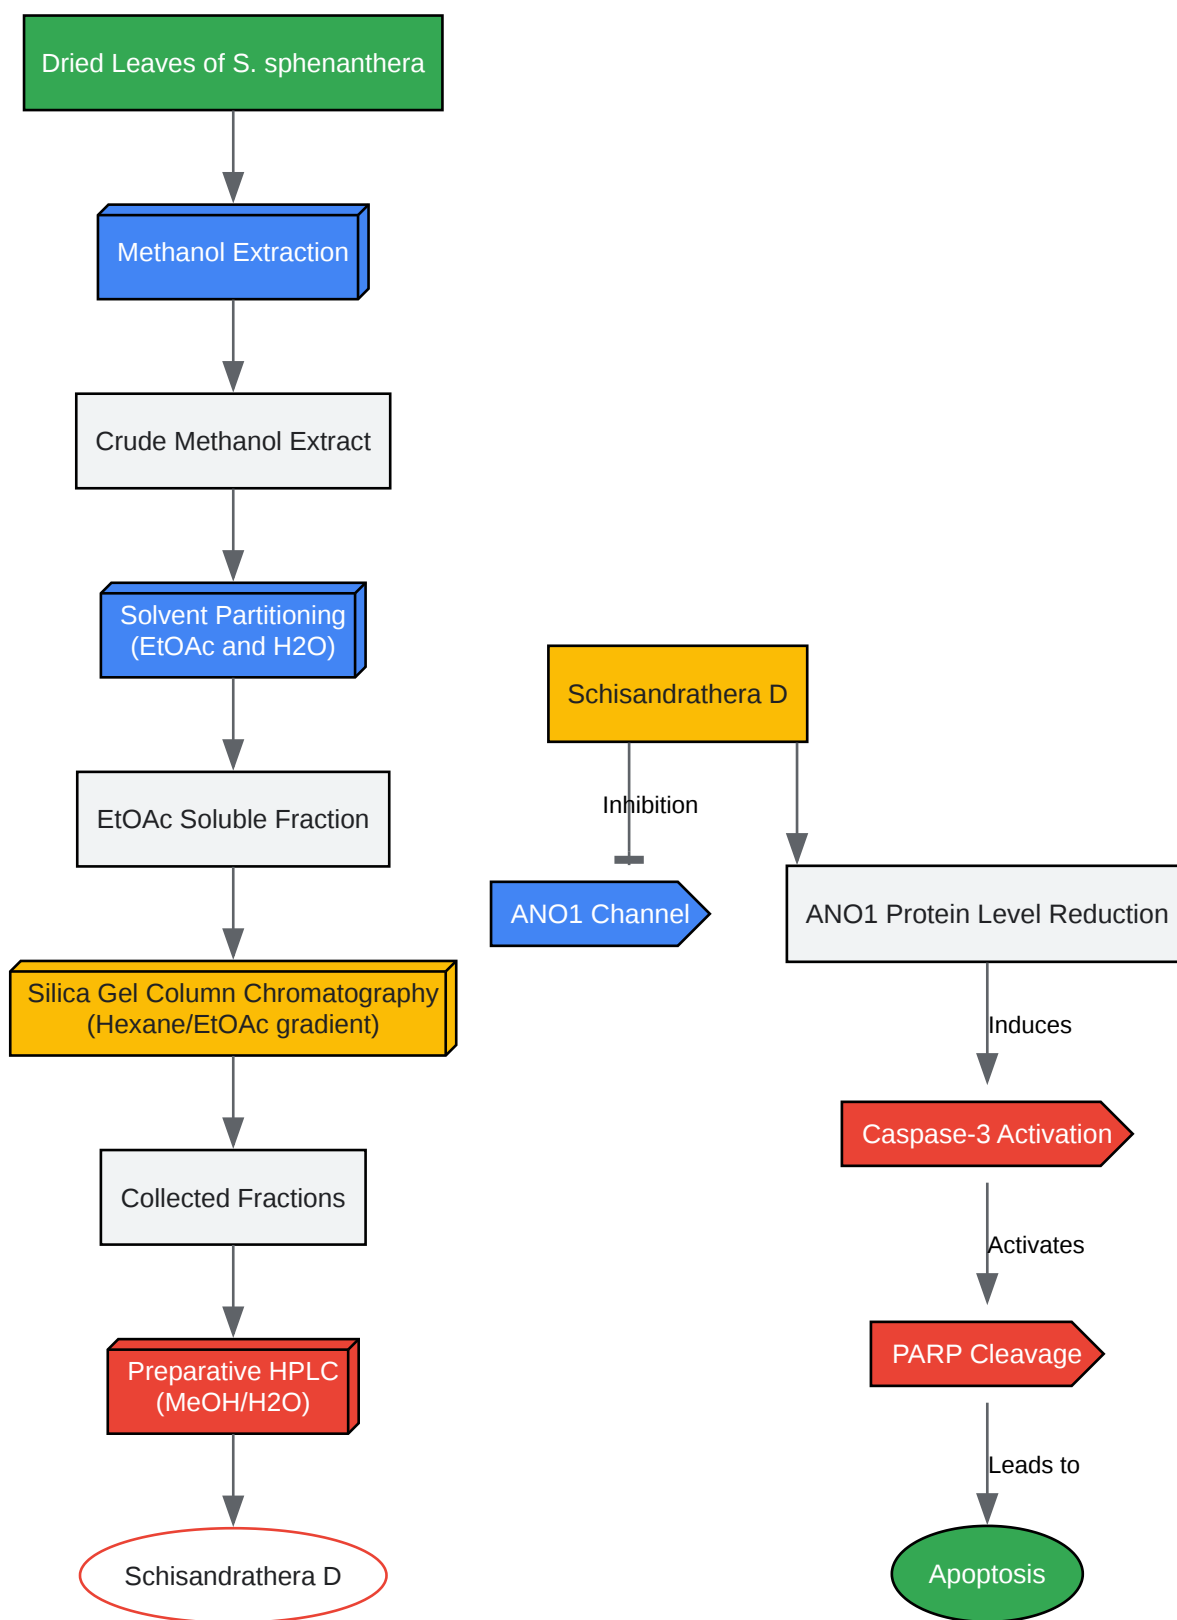 Dried Leaves of S. sphenanthera
Methanol Extraction
Crude Methanol Extract
Solvent Partitioning
(EtOAc and H2O)
EtOAc Soluble Fraction
Silica Gel Column Chromatography
(Hexane/EtOAc gradient)
Collected Fractions
Preparative HPLC
(MeOH/H2O)
Schisandrathera D
Schisandrathera D
Inhibition
ANO1 Channel
ANO1 Protein Level Reduction
Induces
Caspase-3 Activation
Activates
PARP Cleavage
Leads to
Apoptosis